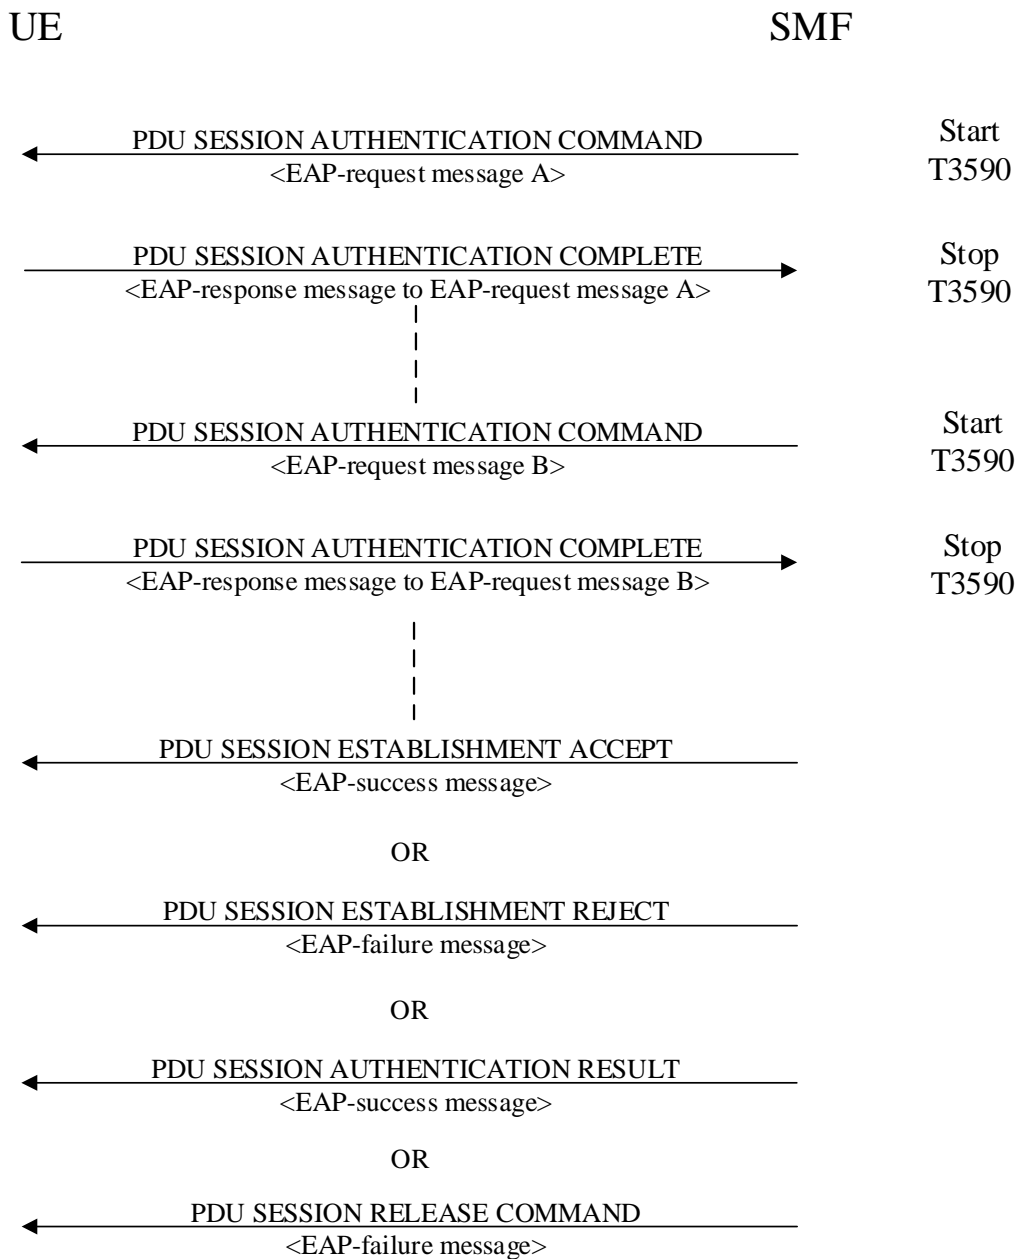 UE SMF
PDU SESSION AUTHENTICATION COMMAND
<EAP-request message A>
Start
T3590
PDU SESSION AUTHENTICATION COMPLETE
<EAP-response message to EAP-request message A>
Stop
T3590
PDU SESSION AUTHENTICATION COMMAND
<EAP-request message B>
Start
T3590
PDU SESSION AUTHENTICATION COMPLETE
<EAP-response message to EAP-request message B>
Stop
T3590
PDU SESSION ESTABLISHMENT ACCEPT
<EAP-success message>
OR
PDU SESSION ESTABLISHMENT REJECT
<EAP-failure message>
OR
PDU SESSION AUTHENTICATION RESULT
<EAP-success message>
OR
PDU SESSION RELEASE COMMAND
<EAP-failure message>